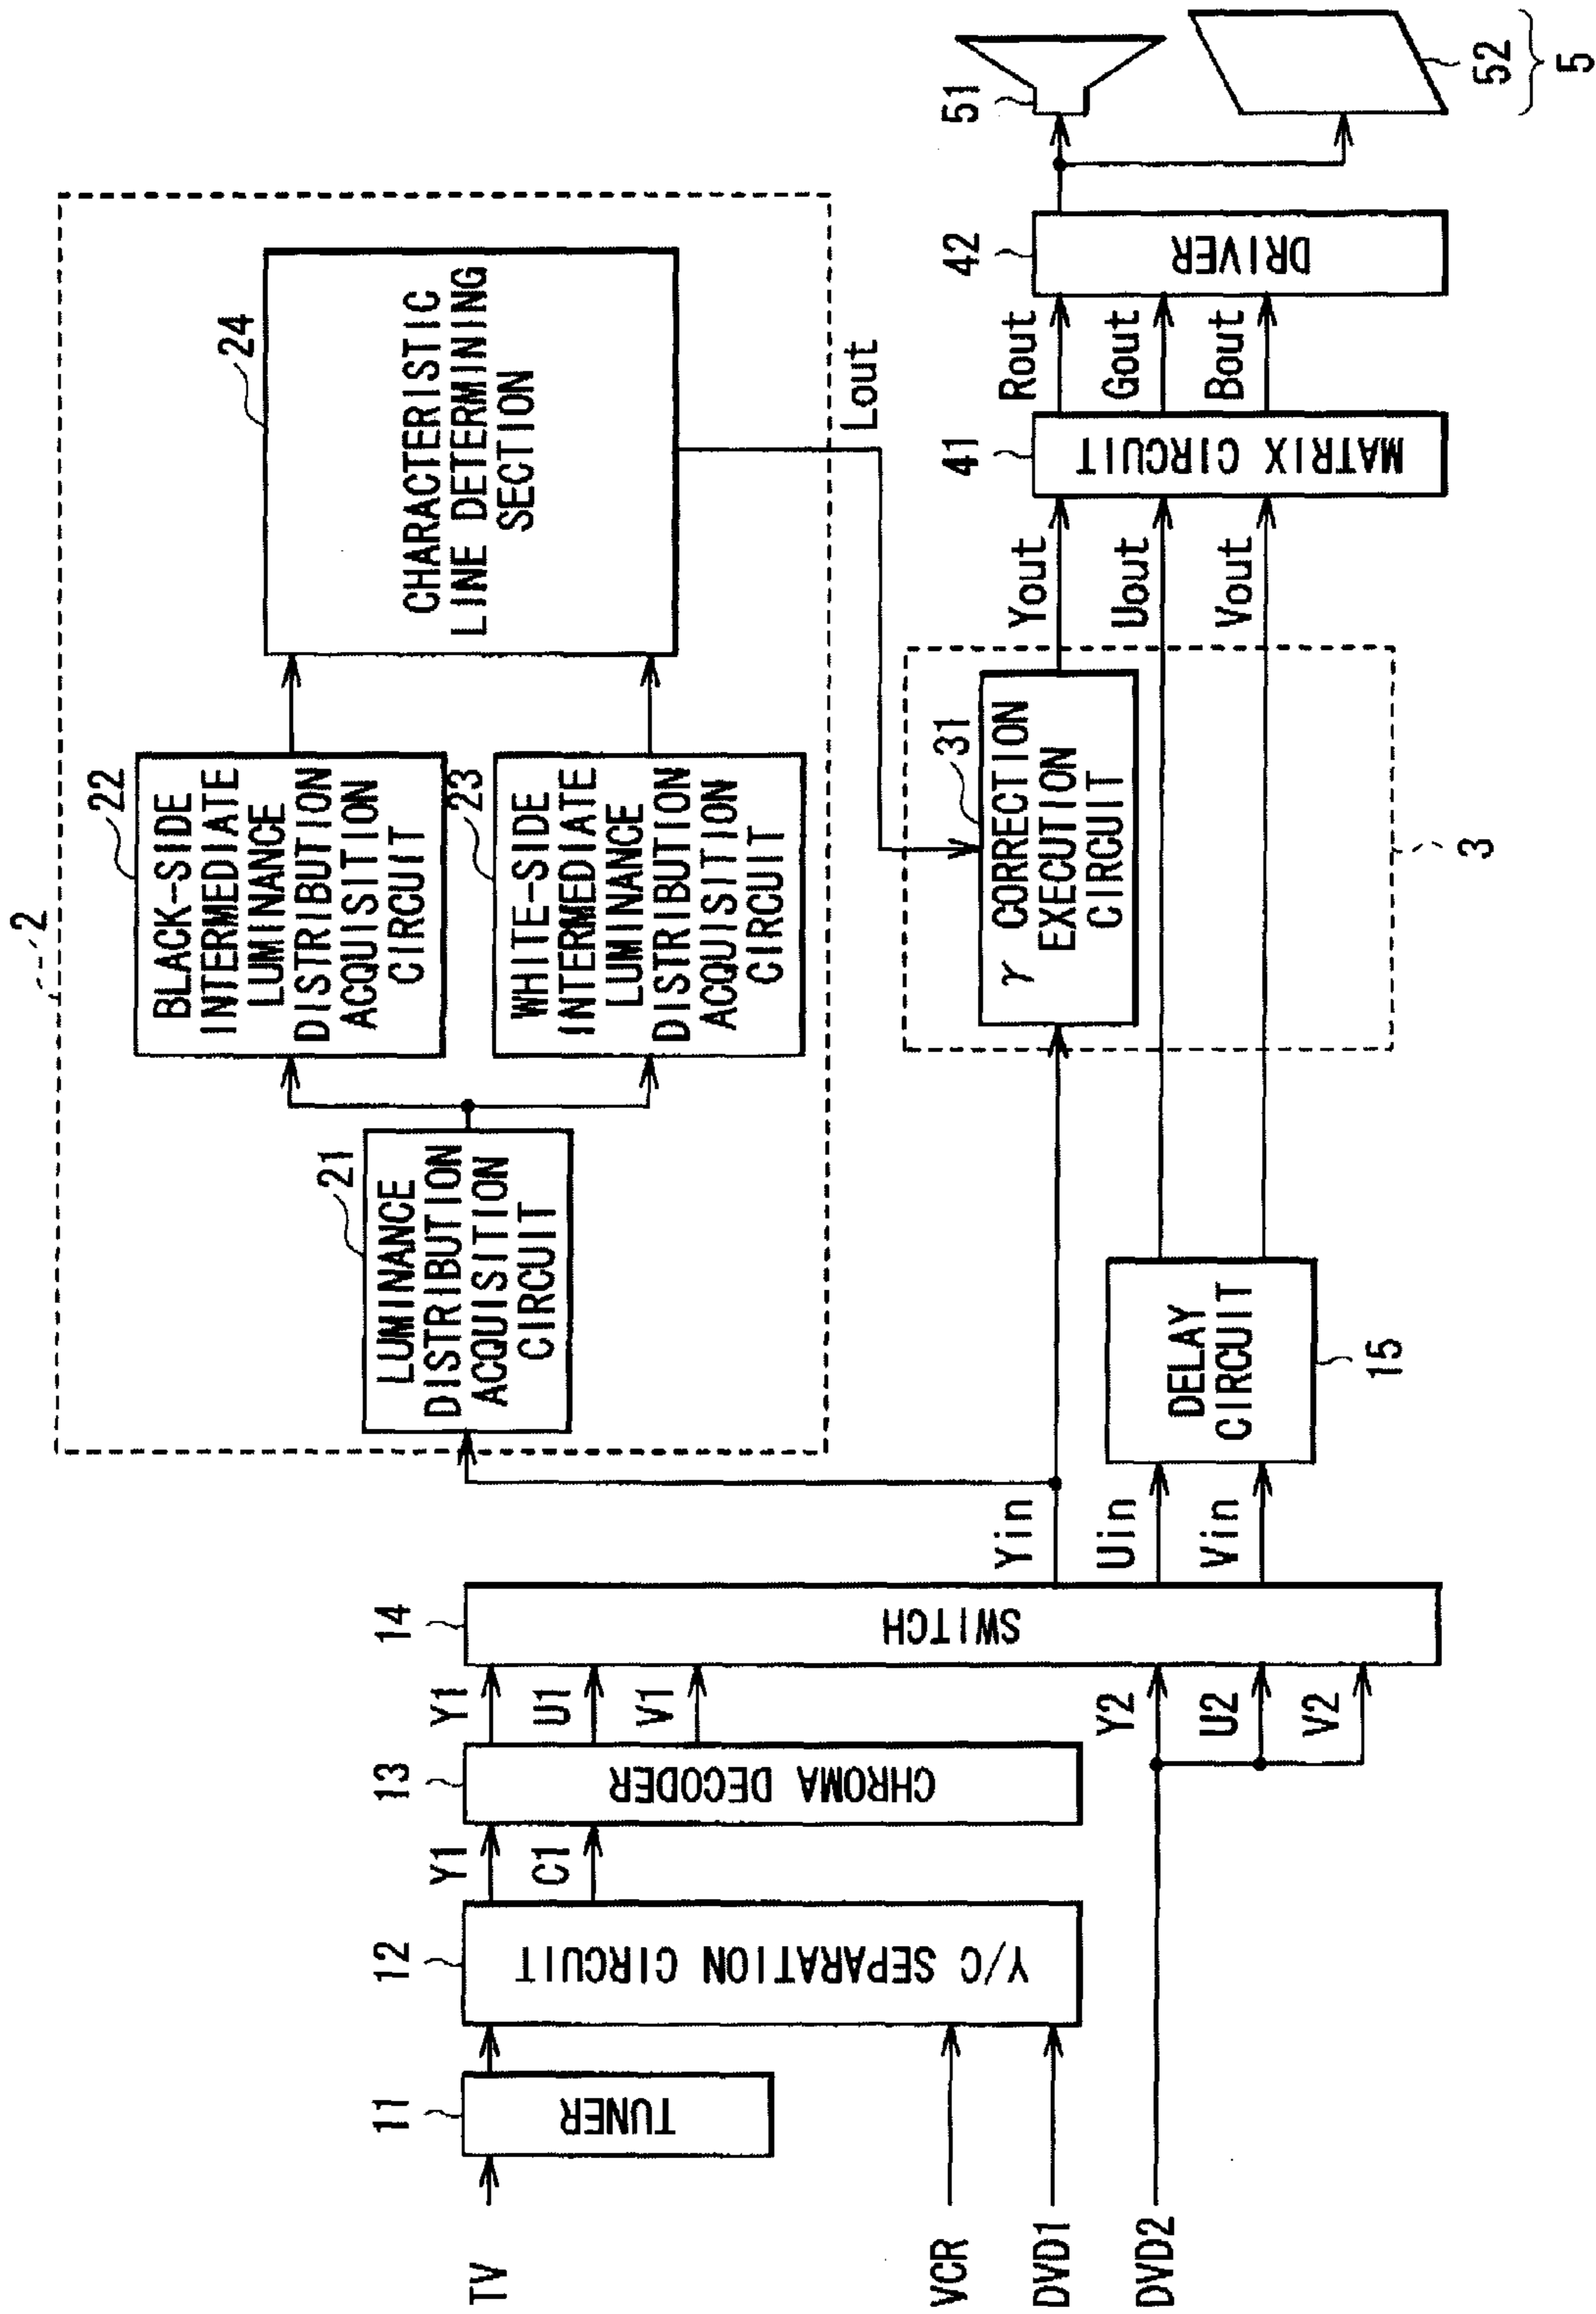 TV
VCR
DVD1
DVD2
11
TUNER
12
Y/C SEPARATION CIRCUIT
Y1
C1
13
CHROMA DECODER
Y1
U1
V1
Y2
U2
V2
14
SWITCH
Yin
Uin
Vin
15
DELAY
CIRCUIT
2
21
LUMINANCE
DISTRIBUTION
ACQUISITION
CIRCUIT
22
BLACK-SIDE
INTERMEDIATE
LUMINANCE
DISTRIBUTION
ACQUISITION
CIRCUIT
23
WHITE-SIDE
INTERMEDIATE
LUMINANCE
DISTRIBUTION
ACQUISITION
CIRCUIT
24
CHARACTERISTIC
LINE DETERMINING
SECTION
Lout
3
31
γ CORRECTION
EXECUTION
CIRCUIT
Yout
Uout
Vout
41
MATRIX CIRCUIT
Rout
Gout
Bout
42
DRIVER
51
52
5